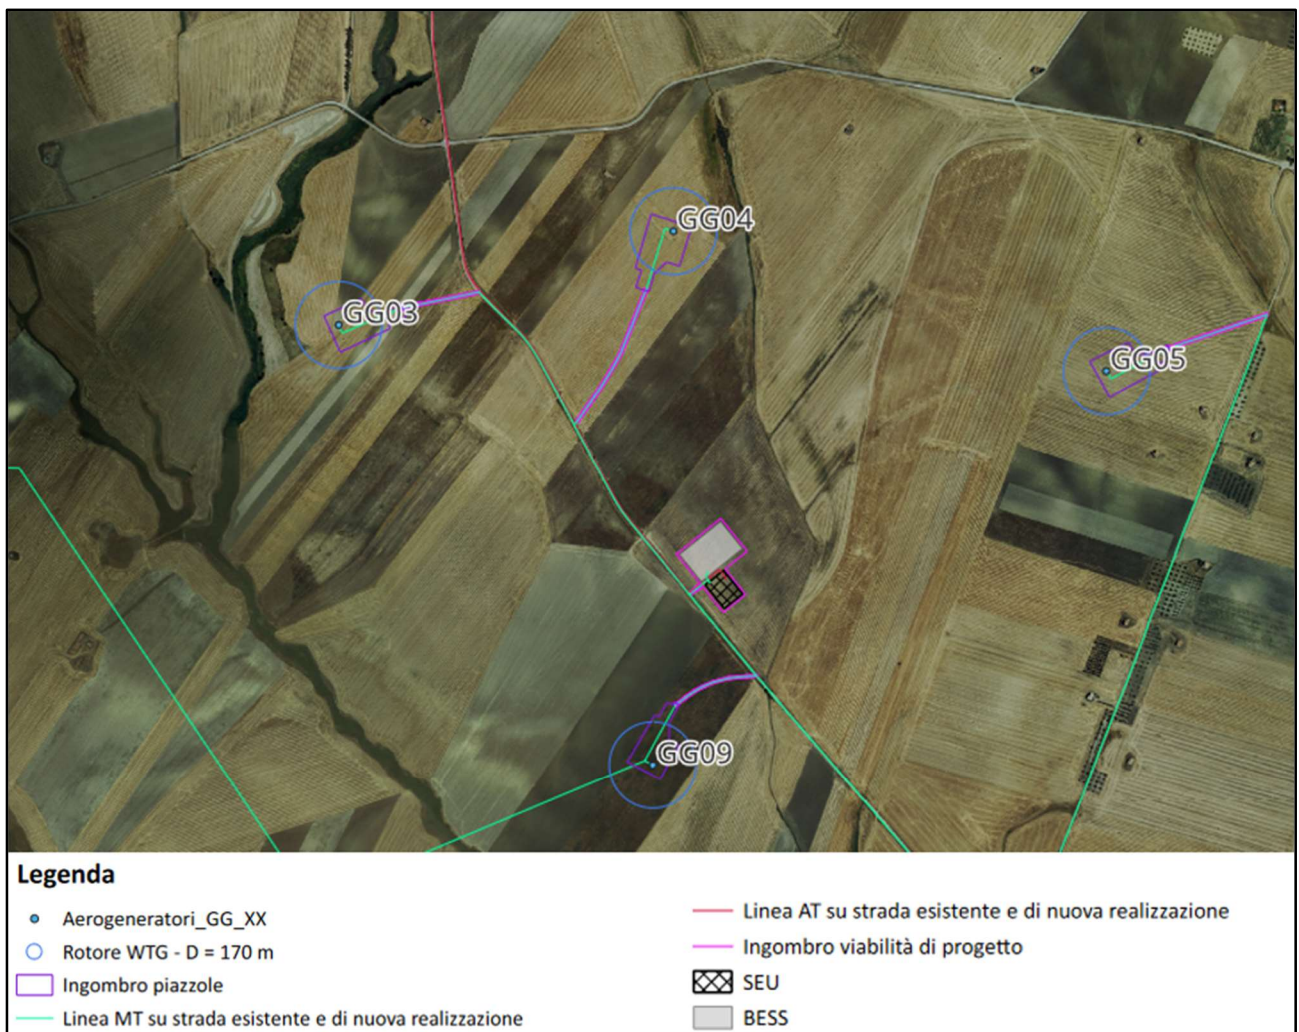 GG04
GG03
GG05
GG09
Legenda
Aerogeneratori_GG_XX
Rotore WTG - D = 170 m
Ingombro piazzole
Linea MT su strada esistente e di nuova realizzazione
Linea AT su strada esistente e di nuova realizzazione
Ingombro viabilità di progetto
SEU
BESS